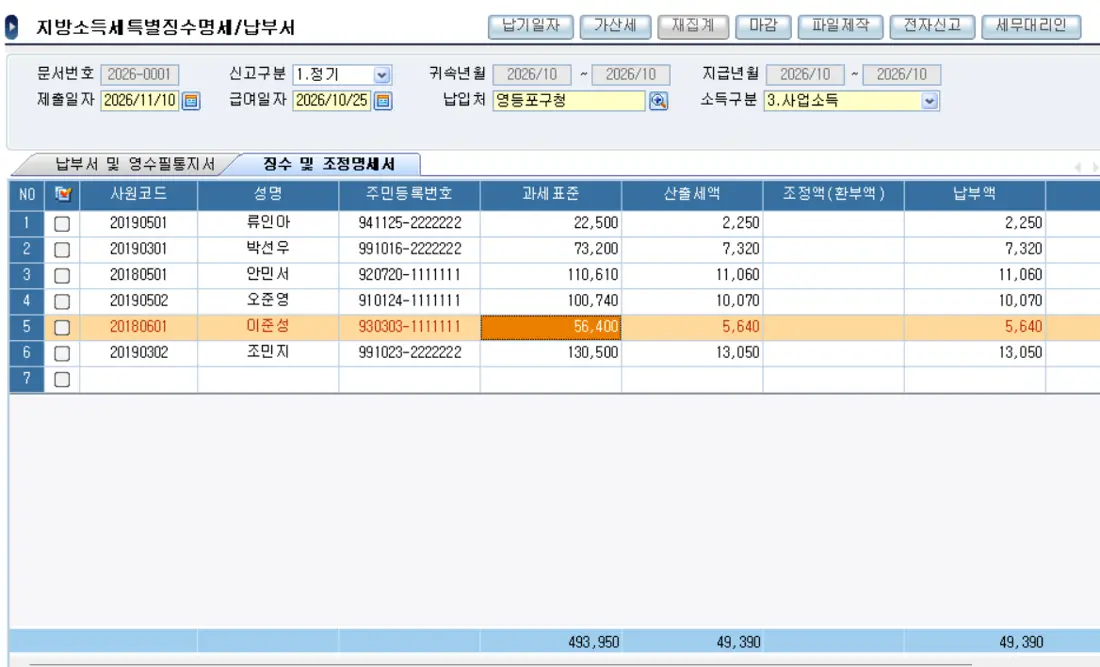 지방소득세특별징수명세/납부서 납기일자 가산세 재집계 마감 파일제작 전자신고 세무대리인
문서번호 2026-0001 신고구분 1.정기 귀속년월 2026/10 ~ 2026/10 지급년월 2026/10 ~ 2026/10
제출일자 2026/11/10 급여일자 2026/10/25 납입처 영등포구청 소득구분 3.사업소득
납부서 및 영수필통지서 징수 및 조정명세서
NO 사원코드 성명 주민등록번호 과세표준 산출세액 조정액(환부액) 납부액
1 20190501 류인아 941125-2222222 22,500 2,250 2,250
2 20190301 박선우 991016-2222222 73,200 7,320 7,320
3 20180501 안민서 920720-1111111 110,610 11,060 11,060
4 20190502 오준영 910124-1111111 100,740 10,070 10,070
5 20180601 이준성 930303-1111111 56,400 5,640 5,640
6 20190302 조민지 991023-2222222 130,500 13,050 13,050
7
493,950 49,390 49,390